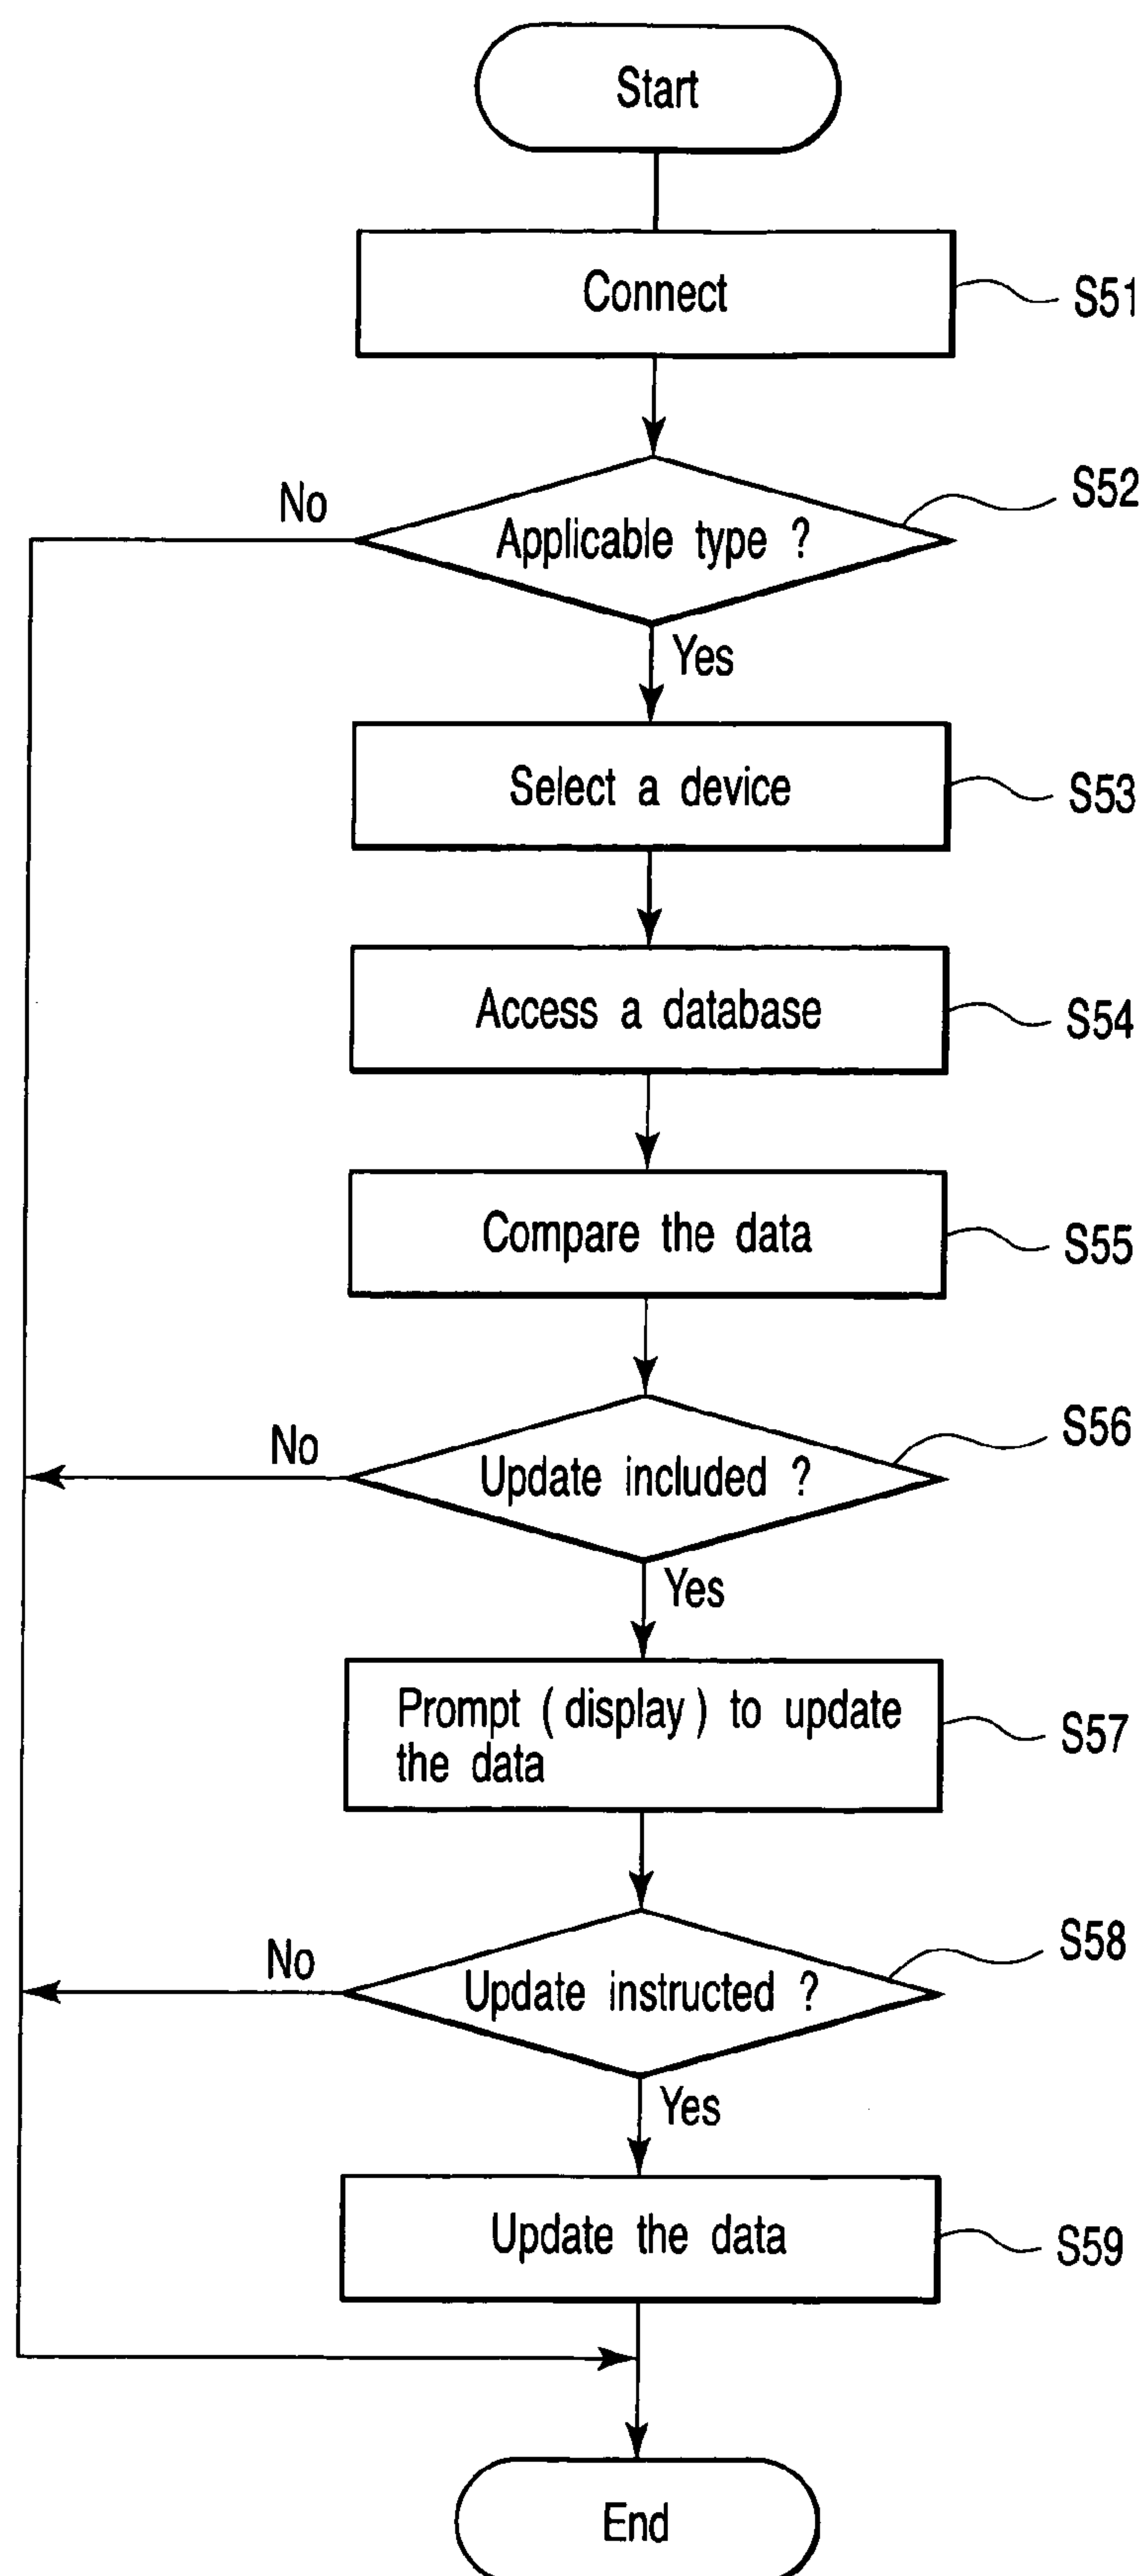 Start
Connect
S51
No
Applicable type ?
S52
Yes
Select a device
S53
Access a database
S54
Compare the data
S55
No
Update included ?
S56
Yes
Prompt ( display ) to update
the data
S57
No
Update instructed ?
S58
Yes
Update the data
S59
End